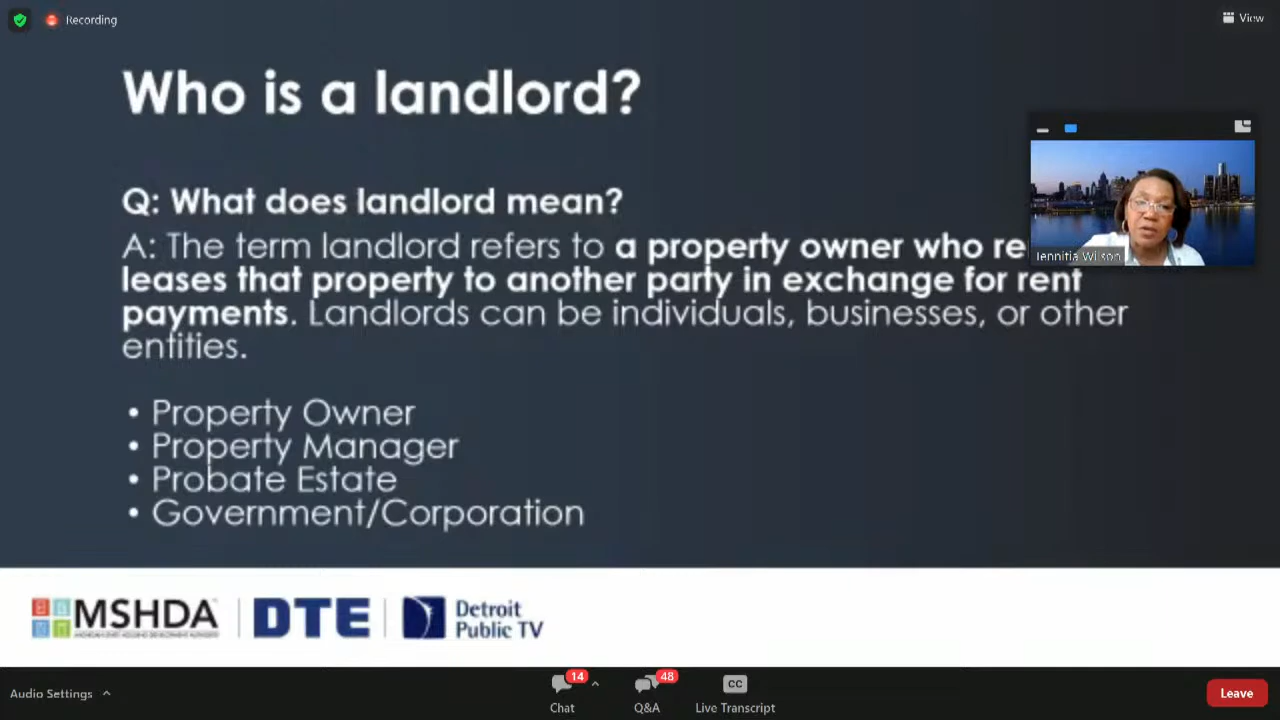 Recording
View
Who is a landlord?
Q: What does landlord mean?
A: The term landlord refers to a property owner who
leases that property to another party in exchange for rent
payments. Landlords can be individuals, businesses, or other
entities.
• Property Owner
• Property Manager
• Probate Estate
• Government/Corporation
Jennitia Wilson
MSHDA
DTE
Detroit
Public TV
Audio Settings
14
48
CC
Chat
Q&A
Live Transcript
Leave